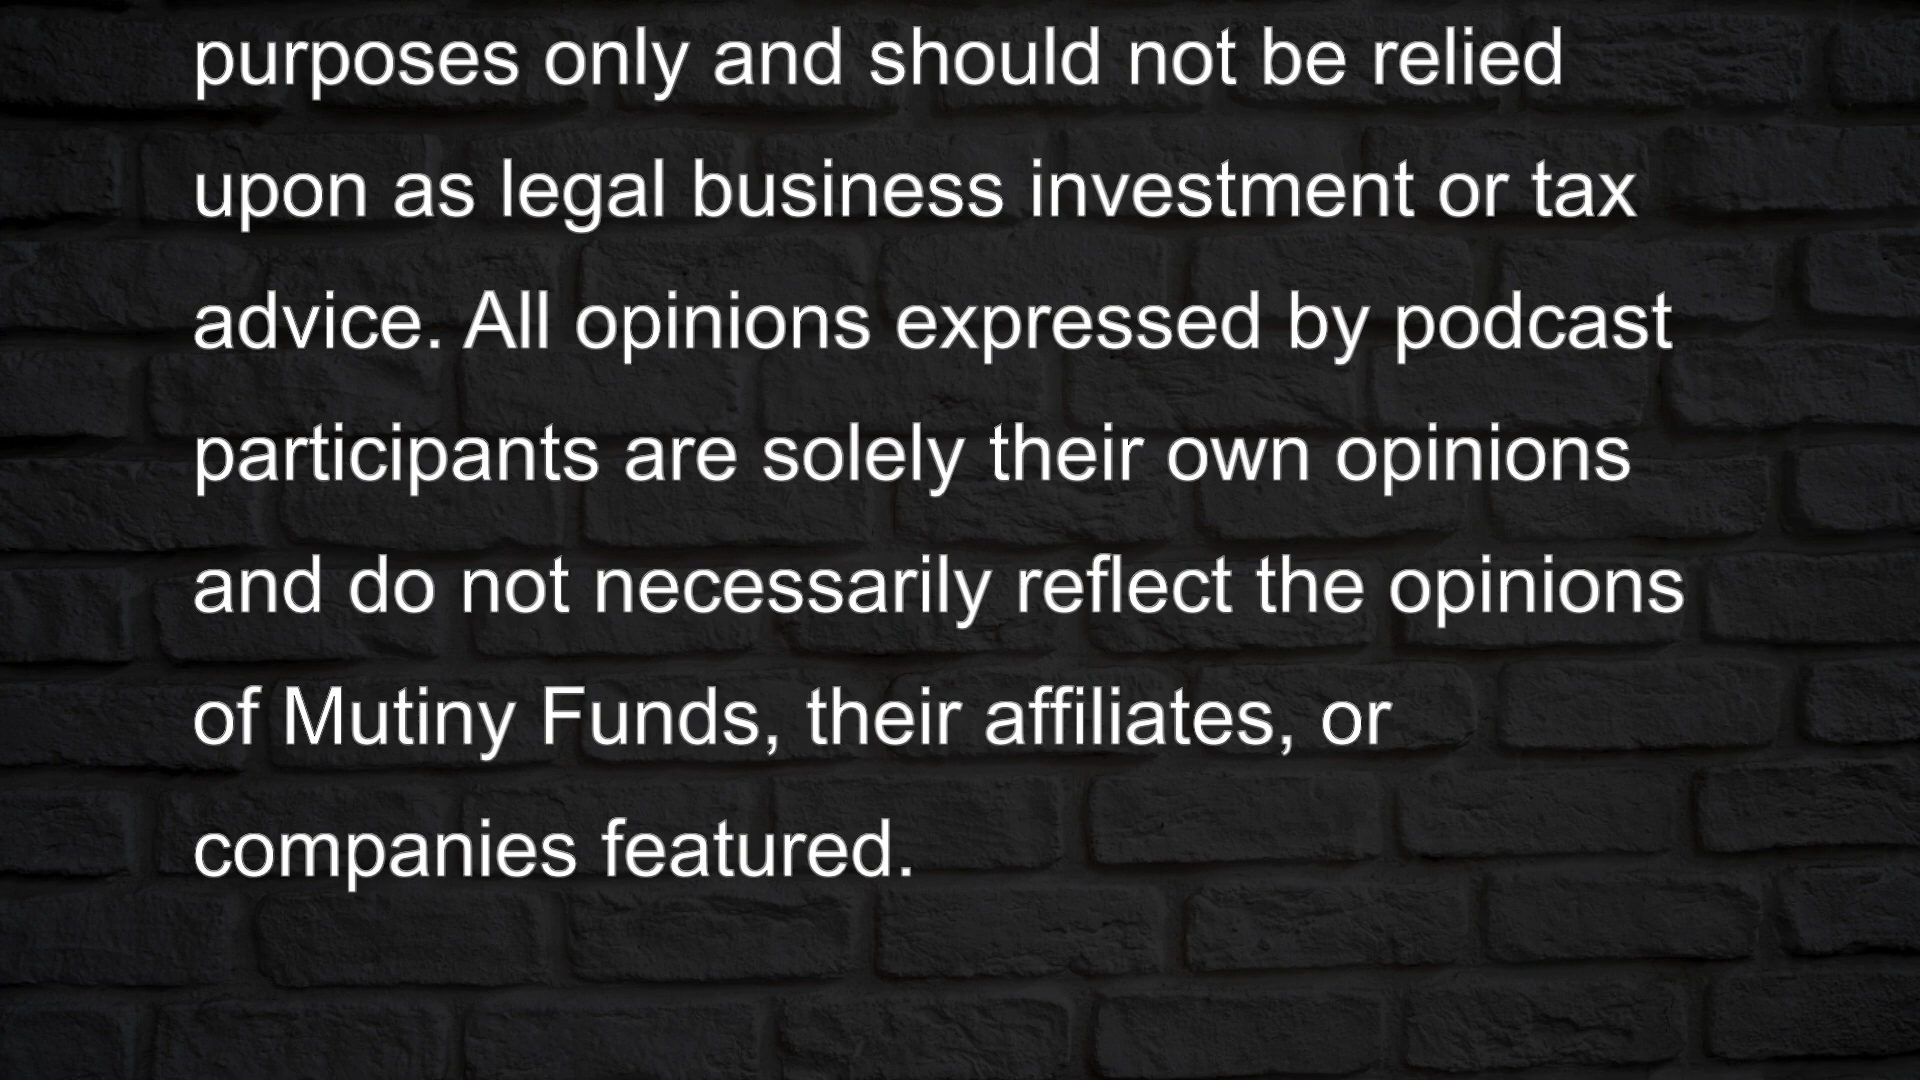 purposes only and should not be relied
upon as legal business investment or tax
advice. All opinions expressed by podcast
participants are solely their own opinions
and do not necessarily reflect the opinions
of Mutiny Funds, their affiliates, or
companies featured.